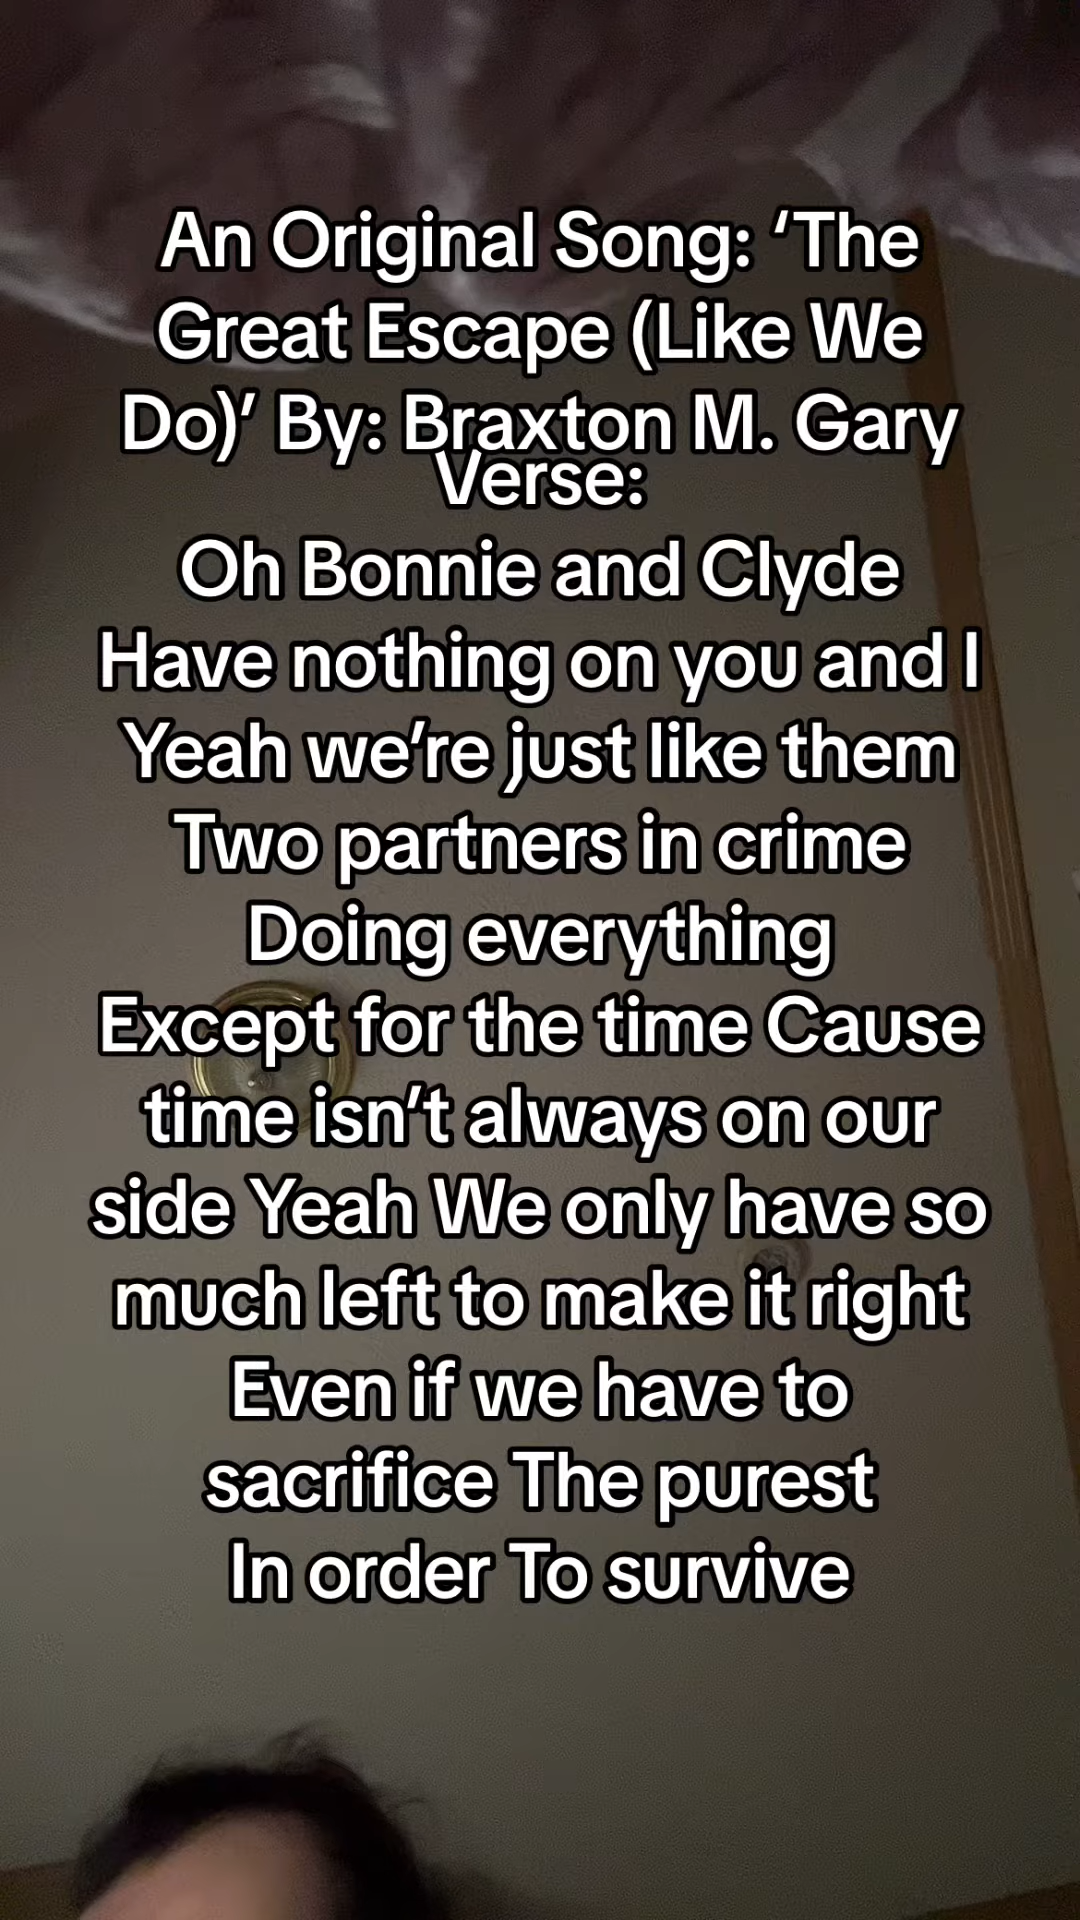 An Original Song: ‘The
Great Escape (Like We
Do)’ By: Braxton M. Gary
Verse:
Oh Bonnie and Clyde
Have nothing on you and I
Yeah we’re just like them
Two partners in crime
Doing everything
Except for the time Cause
time isn’t always on our
side Yeah We only have so
much left to make it right
Even if we have to
sacrifice The purest
In order To survive